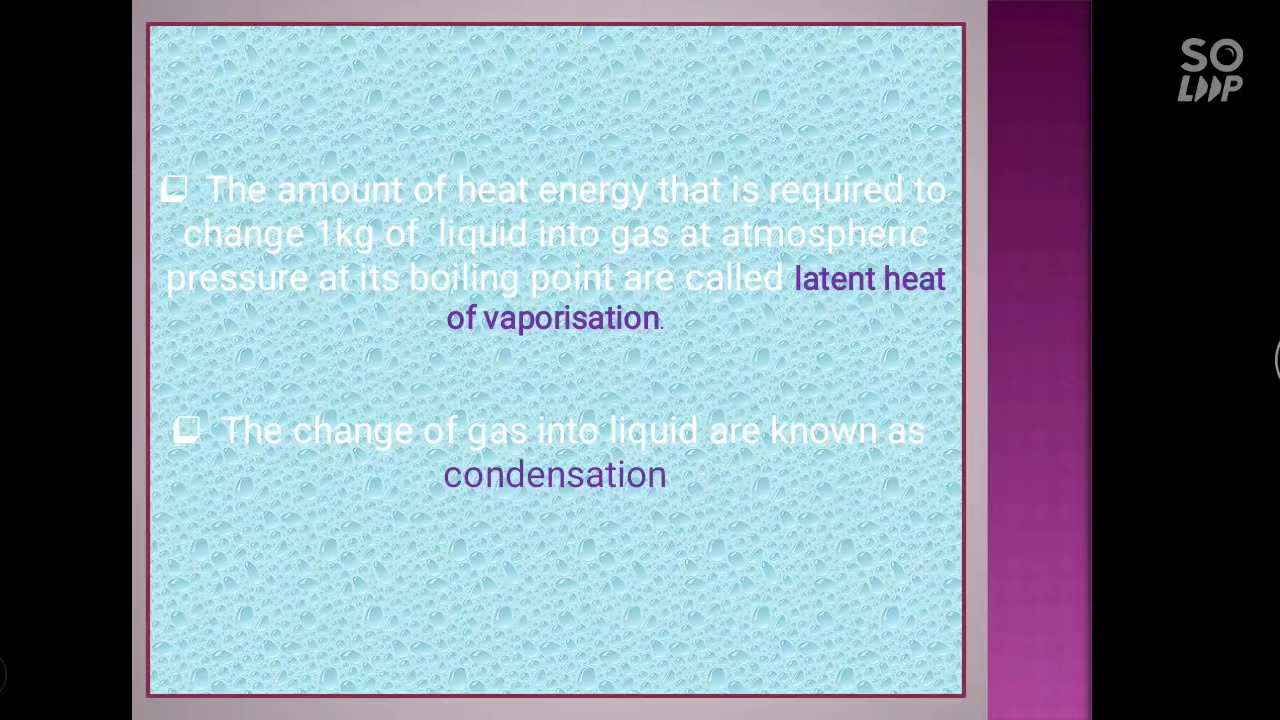 ❑ The amount of heat energy that is required to
change 1kg of liquid into gas at atmospheric
pressure at its boiling point are called latent heat
of vaporisation.
❑ The change of gas into liquid are known as
condensation
SO
LOOP